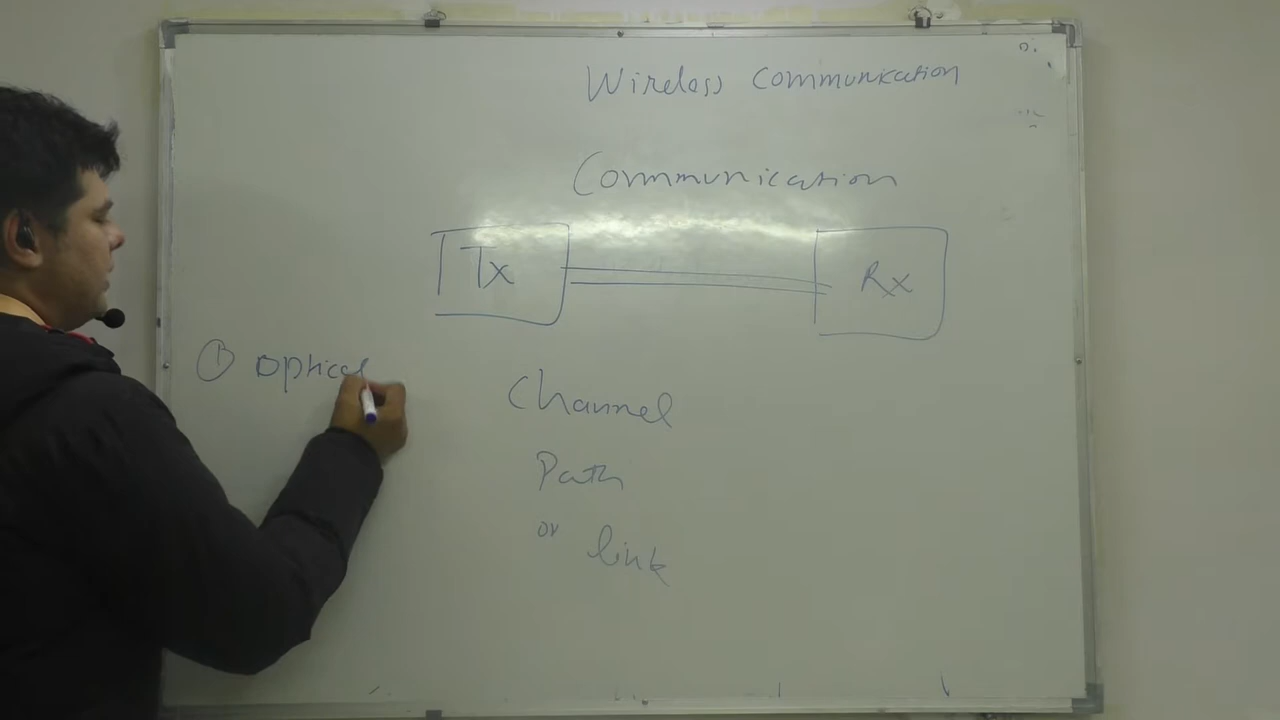 Wireless Communication
Communication
Tx
Rx
① Optical
Channel
Path
or
link